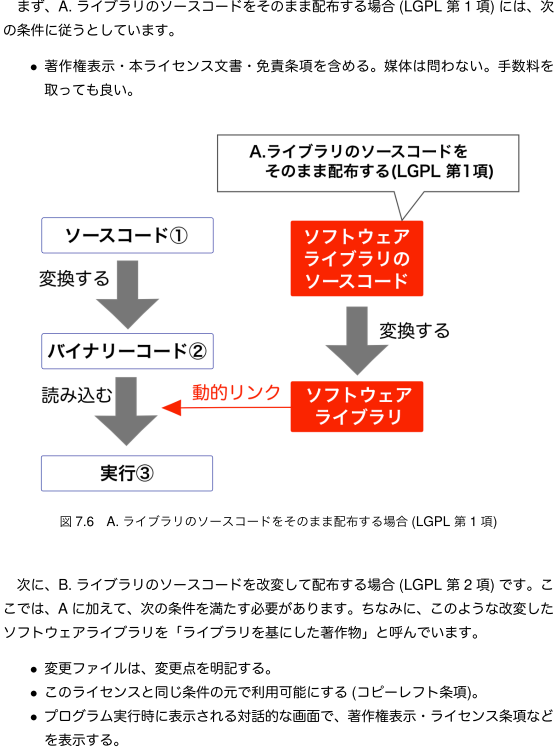 まず、A. ライブラリのソースコードをそのまま配布する場合 (LGPL 第 1 項) には、次
の条件に従うとしています。
● 著作権表示・本ライセンス文書・免責条項を含める。媒体は問わない。手数料を
取っても良い。
A.ライブラリのソースコードを
そのまま配布する(LGPL 第1項)
ソースコード①
ソフトウェア
ライブラリの
ソースコード
変換する
変換する
バイナリーコード②
読み込む
動的リンク
ソフトウェア
ライブラリ
実行③
図 7.6 A. ライブラリのソースコードをそのまま配布する場合 (LGPL 第 1 項)
次に、B. ライブラリのソースコードを改変して配布する場合 (LGPL 第 2 項) です。こ
こでは、A に加えて、次の条件を満たす必要があります。ちなみに、このような改変した
ソフトウェアライブラリを「ライブラリを基にした著作物」と呼んでいます。
● 変更ファイルは、変更点を明記する。
● このライセンスと同じ条件の元で利用可能にする (コピーレフト条項)。
● プログラム実行時に表示される対話的な画面で、著作権表示・ライセンス条項など
を表示する。